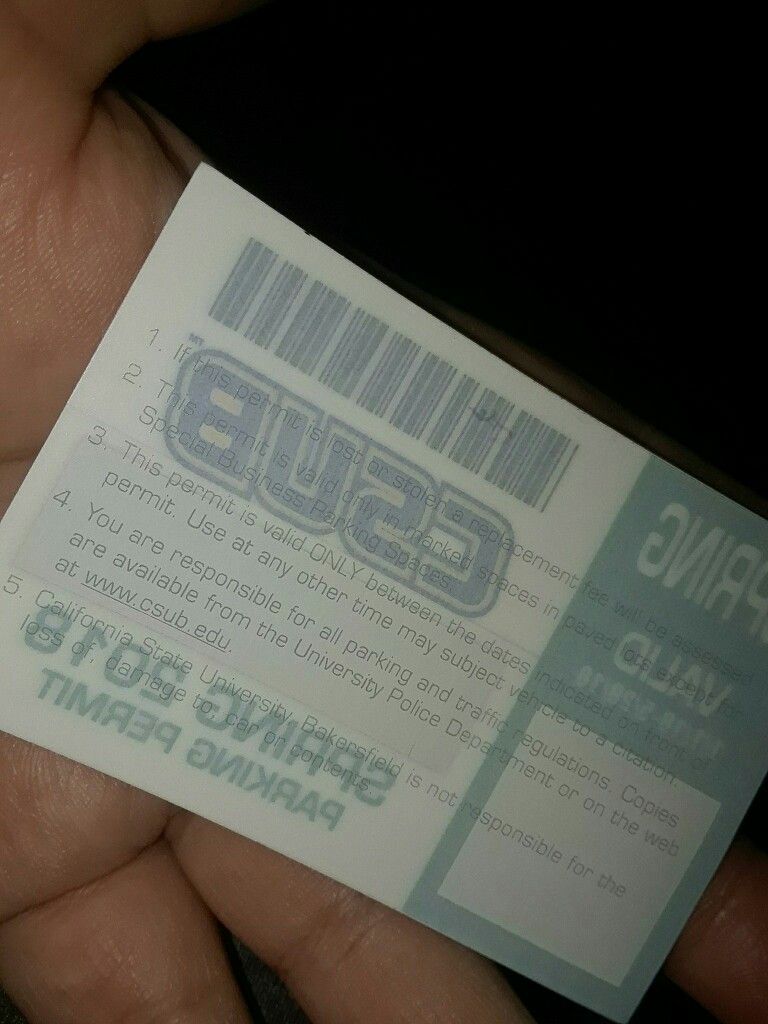 1. If this permit is lost or stolen a replacement fee will be assessed
2. This permit is valid only in marked spaces in paved lots except for
Special Business Parking Spaces.
3. This permit is valid ONLY between the dates indicated on front of
permit. Use at any other time may subject vehicle to a citation.
4. You are responsible for all parking and traffic regulations. Copies
are available from the University Police Department or on the web
at www.csub.edu.
5. California State University, Bakersfield is not responsible for the
loss of, damage to, car or contents.
CSUB
SPRING 2018
PARKING PERMIT
SPRING
VALID